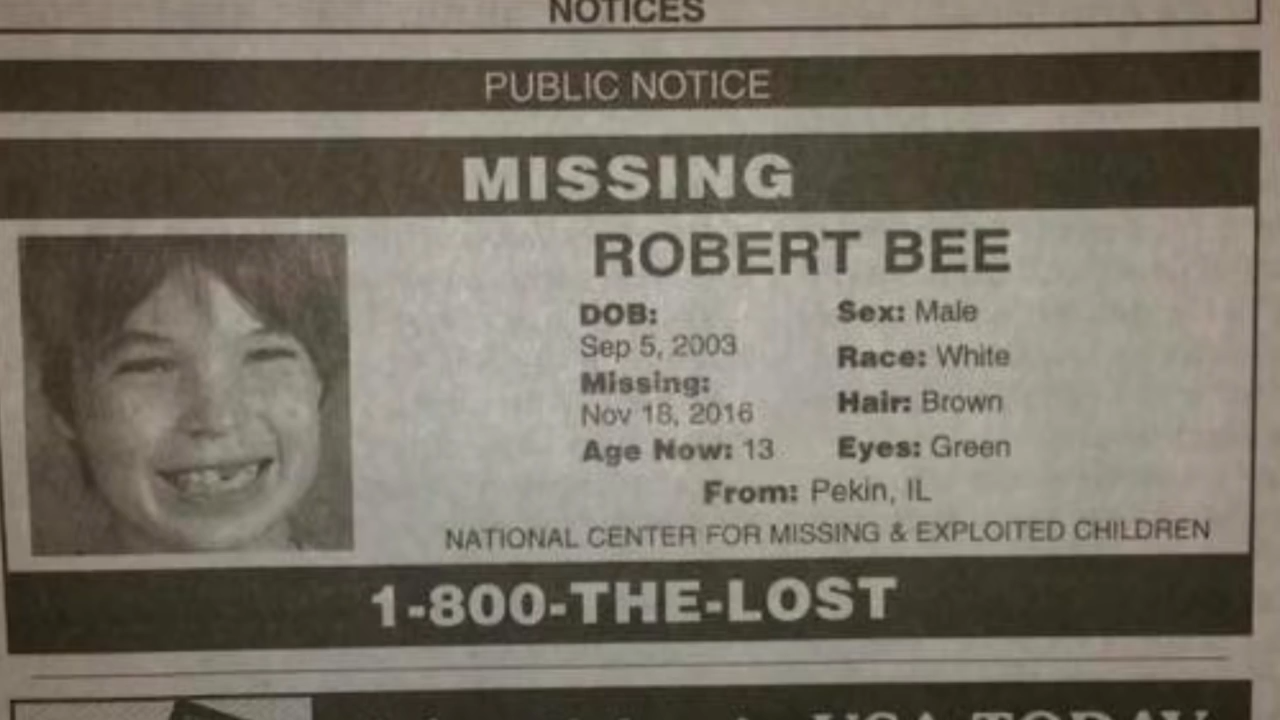 NOTICES
PUBLIC NOTICE
MISSING
ROBERT BEE
DOB:
Sep 5, 2003
Missing:
Nov 18, 2016
Age Now: 13
Sex: Male
Race: White
Hair: Brown
Eyes: Green
From: Pekin, IL
NATIONAL CENTER FOR MISSING & EXPLOITED CHILDREN
1-800-THE-LOST
USA TODAY